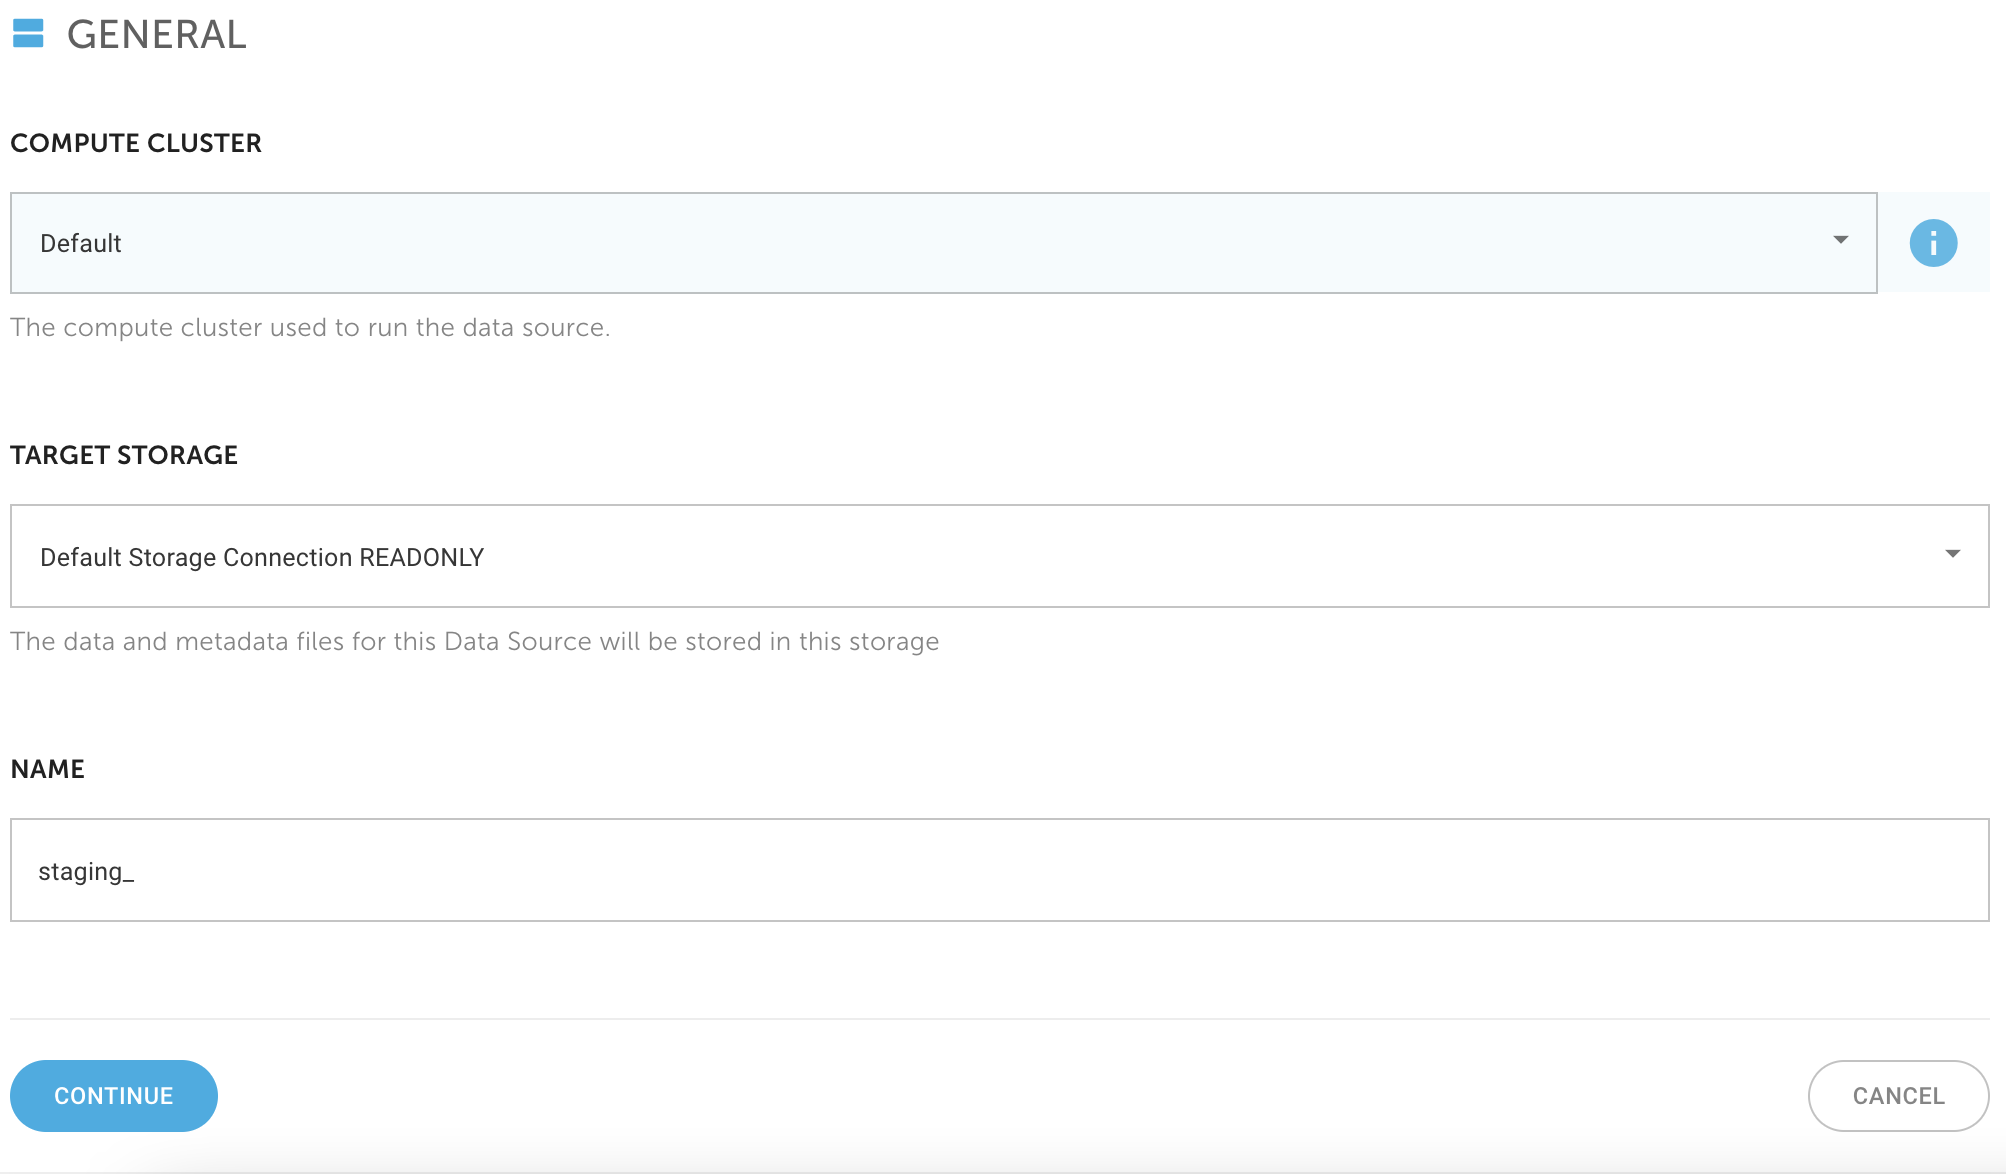 GENERAL
COMPUTE CLUSTER
Default
The compute cluster used to run the data source.
TARGET STORAGE
Default Storage Connection READONLY
The data and metadata files for this Data Source will be stored in this storage
NAME
staging_
CONTINUE
CANCEL